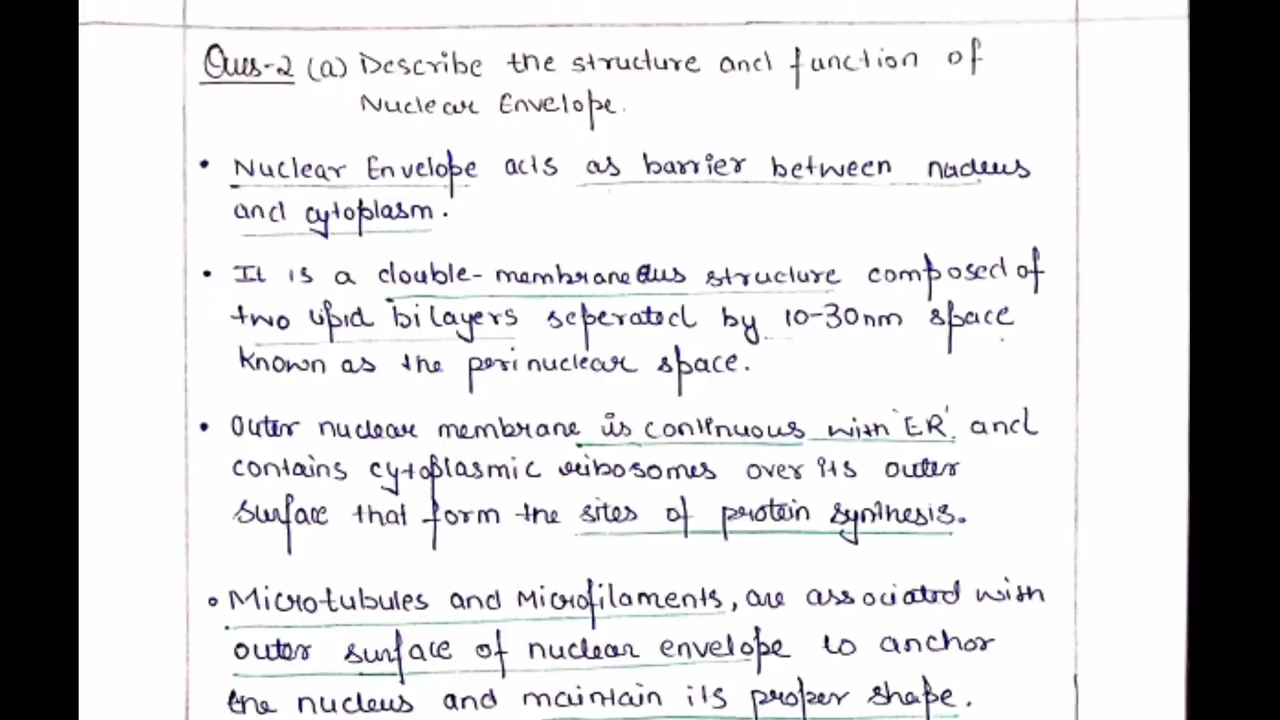 Ques-2 (a) Describe the structure and function of
Nuclear Envelope.
• Nuclear Envelope acts as barrier between nucleus
and cytoplasm.
• It is a double-membraneous structure composed of
two lipid bilayers seperated by 10-30nm space
known as the perinuclear space.
• Outer nuclear membrane is continuous with 'ER' and
contains cytoplasmic ribosomes over its outer
surface that form the sites of protein synthesis.
• Microtubules and Microfilaments, are associated with
outer surface of nuclear envelope to anchor
the nucleus and maintain its proper shape.